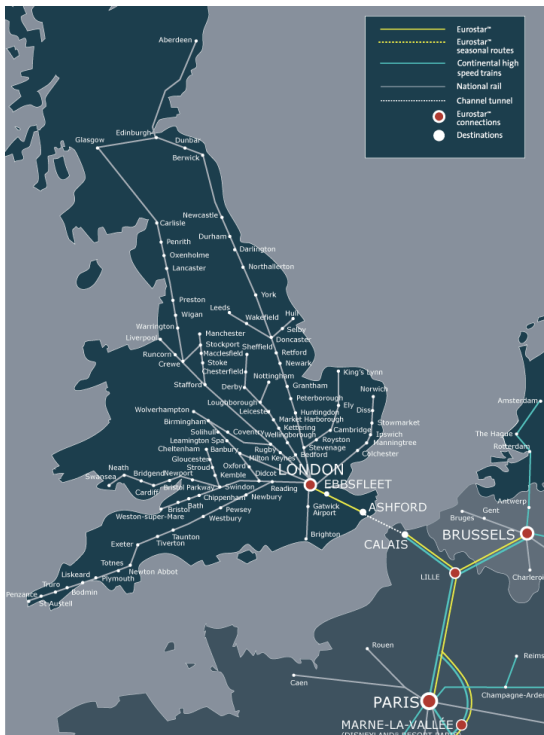 Eurostar™
Eurostar™
seasonal routes
Continental high
speed trains
National rail
Channel tunnel
Eurostar™
connections
Destinations
Aberdeen
Edinburgh
Dunbar
Glasgow
Berwick
Newcastle
Carlisle
Durham
Penrith
Darlington
Oxenholme
Lancaster
Northallerton
York
Preston
Leeds
Hull
Wigan
Wakefield
Selby
Warrington
Manchester
Doncaster
Liverpool
Stockport
Sheffield
Runcorn
Macclesfield
Retford
Crewe
Stoke
Newark
Chesterfield
Nottingham
King's Lynn
Stafford
Derby
Grantham
Norwich
Loughborough
Peterborough
Wolverhampton
Leicester
Huntingdon
Ely
Diss
Birmingham
Market Harborough
Stowmarket
Solihull
Coventry
Kettering
Cambridge
Ipswich
Leamington Spa
Wellingborough
Royston
Manningtree
Cheltenham
Banbury
Rugby
Stevenage
Colchester
Gloucester
Hilton Keynes
Bedford
Stroud
Oxford
LONDON
Neath
Newport
Kemble
Didcot
EBBSFLEET
Swansea
Bridgend
Bristol Parkway
Swindon
Reading
Cardiff
Chippenham
Newbury
Gatwick
Airport
ASHFORD
Bath
Pewsey
Bristol
Weston-super-Mare
Westbury
Brighton
CALAIS
Taunton
Exeter
Tiverton
Totnes
Newton Abbot
Liskeard
Plymouth
Truro
Bodmin
Penzance
St Austell
Amsterdam
The Hague
Rotterdam
Antwerp
Gent
Bruges
BRUSSELS
LILLE
Charleroi
Rouen
Reims
Caen
Champagne-Arden
PARIS
MARNE-LA-VALLÉE